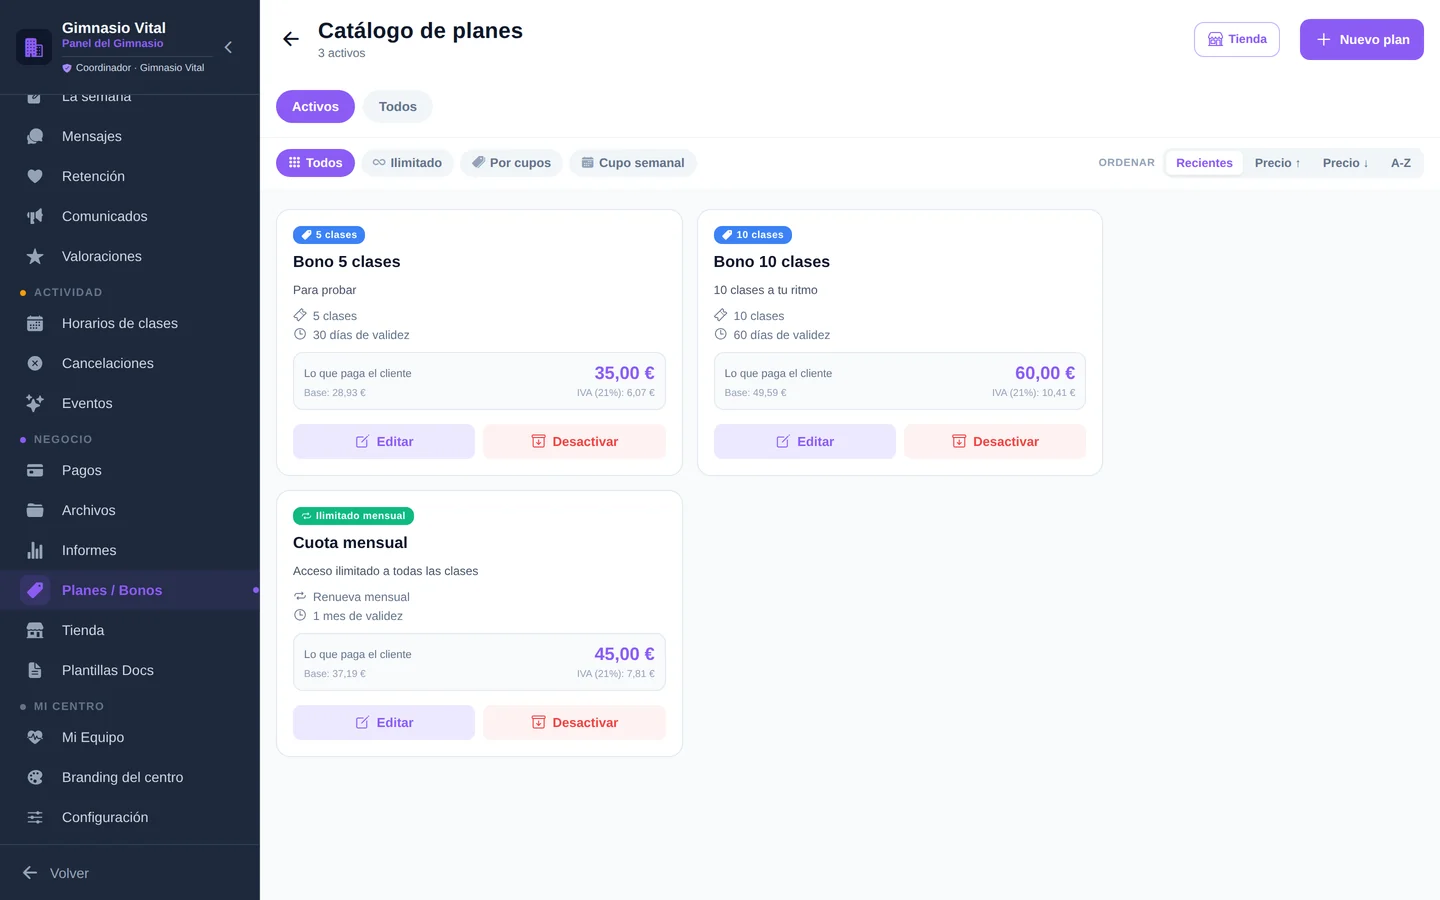 Gimnasio Vital
Panel del Gimnasio
Coordinador · Gimnasio Vital
La semana
Mensajes
Retención
Comunicados
Valoraciones
ACTIVIDAD
Horarios de clases
Cancelaciones
Eventos
NEGOCIO
Pagos
Archivos
Informes
Planes / Bonos
Tienda
Plantillas Docs
MI CENTRO
Mi Equipo
Branding del centro
Configuración
Volver
Catálogo de planes
3 activos
Tienda
Nuevo plan
Activos
Todos
Todos
Ilimitado
Por cupos
Cupo semanal
ORDENAR
Recientes
Precio ↑
Precio ↓
A-Z
5 clases
Bono 5 clases
Para probar
5 clases
30 días de validez
Lo que paga el cliente
35,00 €
Base: 28,93 €
IVA (21%): 6,07 €
Editar
Desactivar
10 clases
Bono 10 clases
10 clases a tu ritmo
10 clases
60 días de validez
Lo que paga el cliente
60,00 €
Base: 49,59 €
IVA (21%): 10,41 €
Editar
Desactivar
Ilimitado mensual
Cuota mensual
Acceso ilimitado a todas las clases
Renueva mensual
1 mes de validez
Lo que paga el cliente
45,00 €
Base: 37,19 €
IVA (21%): 7,81 €
Editar
Desactivar